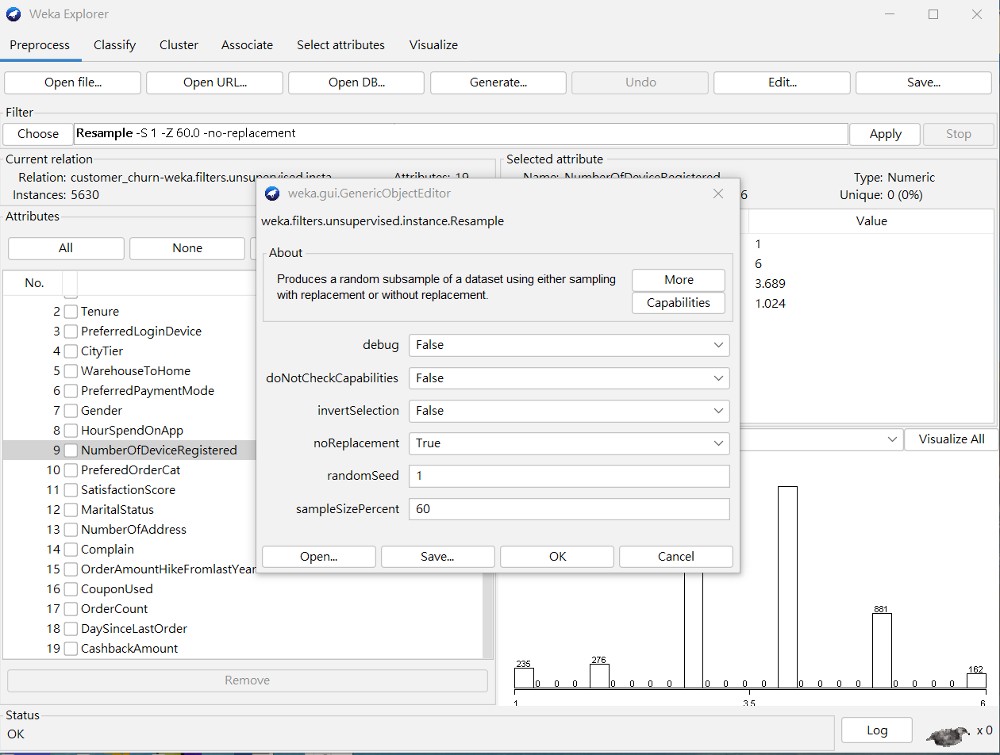 Weka Explorer
Preprocess Classify Cluster Associate Select attributes Visualize
Open file... Open URL... Open DB... Generate... Undo Edit... Save...
Filter
Choose Resample -S 1 -Z 60.0 -no-replacement Apply Stop
Current relation
Relation: customer_churn-weka.filters.unsupervised.insta Attributes: 19
Instances: 5630
Selected attribute
Name: NumberOfDeviceRegistered Type: Numeric
6 Unique: 0 (0%)
Attributes
All None
No.
2 Tenure
3 PreferredLoginDevice
4 CityTier
5 WarehouseToHome
6 PreferredPaymentMode
7 Gender
8 HourSpendOnApp
9 NumberOfDeviceRegistered
10 PreferedOrderCat
11 SatisfactionScore
12 MaritalStatus
13 NumberOfAddress
14 Complain
15 OrderAmountHikeFromlastYear
16 CouponUsed
17 OrderCount
18 DaySinceLastOrder
19 CashbackAmount
Remove
weka.gui.GenericObjectEditor
weka.filters.unsupervised.instance.Resample
About
Produces a random subsample of a dataset using either sampling
with replacement or without replacement.
More
Capabilities
debug False
doNotCheckCapabilities False
invertSelection False
noReplacement True
randomSeed 1
sampleSizePercent 60
Open... Save... OK Cancel
Value
1
6
3.689
1.024
Visualize All
881
235 0 0 0 276 0 0 0 0 0 0 0 0 0 0 0 0 0 0 0 162
1 3.5 6
Status
OK
Log x 0